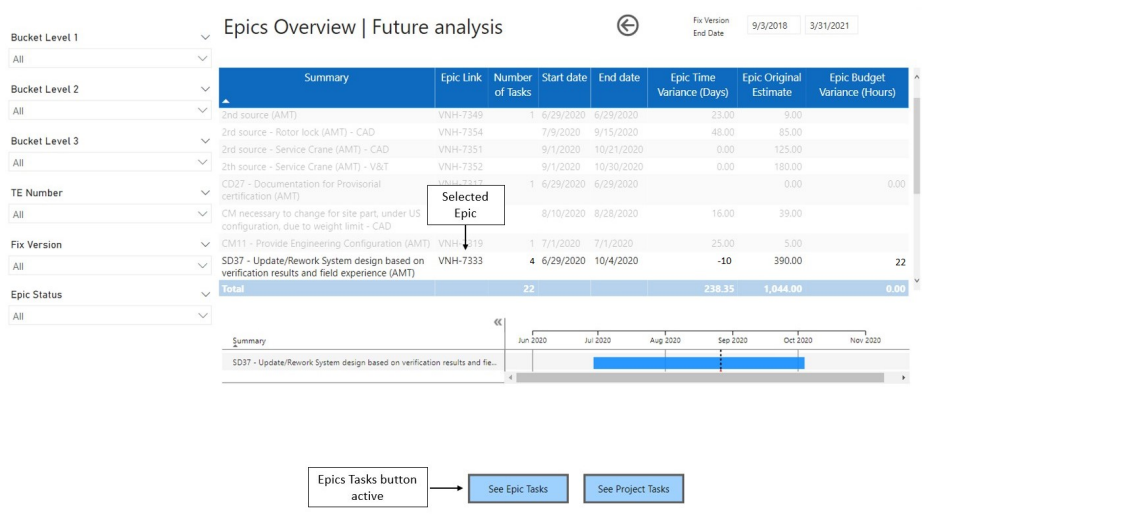 Epics Overview | Future analysis
Fix Version
End Date
9/3/2018 3/31/2021
Bucket Level 1
All
Bucket Level 2
All
Bucket Level 3
All
TE Number
All
Fix Version
All
Epic Status
All
Summary Epic Link Number of Tasks Start date End date Epic Time Variance (Days) Epic Original Estimate Epic Budget Variance (Hours)
2nd source (AMT) VNH-7349 1 6/29/2020 6/29/2020 23.00 9.00
2rd source - Rotor lock (AMT) - CAD VNH-7354 7/9/2020 9/15/2020 48.00 85.00
2rd source - Service Crane (AMT) - CAD VNH-7351 9/1/2020 10/21/2020 0.00 125.00
2th source - Service Crane (AMT) - V&T VNH-7352 9/1/2020 10/30/2020 0.00 180.00
CD27 - Documentation for Provisorial VNH-7317 1 6/29/2020 6/29/2020 0.00 0.00
certification (AMT)
Selected
Epic
CM necessary to change for site part, under US 8/10/2020 8/28/2020 16.00 39.00
configuration, due to weight limit - CAD
CM11 - Provide Engineering Configuration (AMT) VNH-7319 1 7/1/2020 7/1/2020 25.00 5.00
SD37 - Update/Rework System design based on VNH-7333 4 6/29/2020 10/4/2020 -10 390.00 22
verification results and field experience (AMT)
Total 22 238.35 1,044.00 0.00
Summary Jun 2020 Jul 2020 Aug 2020 Sep 2020 Oct 2020 Nov 2020
SD37 - Update/Rework System design based on verification results and fie...
Epics Tasks button
active
See Epic Tasks See Project Tasks